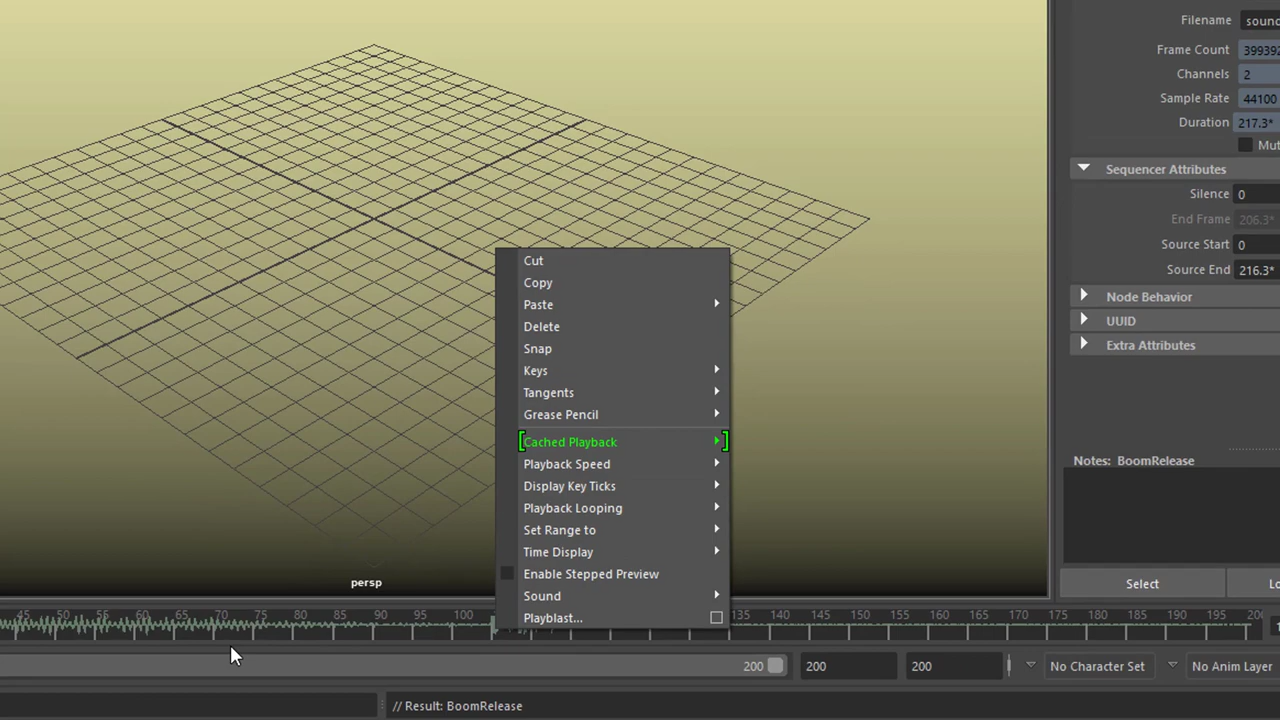 Filename
Frame Count 399392
Channels 2
Sample Rate 44100
Duration 217.3*
Sequencer Attributes
Silence 0
End Frame 206.3*
Source Start 0
Source End 216.3*
Node Behavior
UUID
Extra Attributes
Notes: BoomRelease
Select
Cut
Copy
Paste
Delete
Snap
Keys
Tangents
Grease Pencil
Cached Playback
Playback Speed
Display Key Ticks
Playback Looping
Set Range to
Time Display
Enable Stepped Preview
Sound
Playblast...
persp
45 50 55 60 65 70 75 80 85 90 95 100 135 140 145 150 155 160 165 170 175 180 185 190 195 200
200 200 200 No Character Set No Anim Layer
// Result: BoomRelease